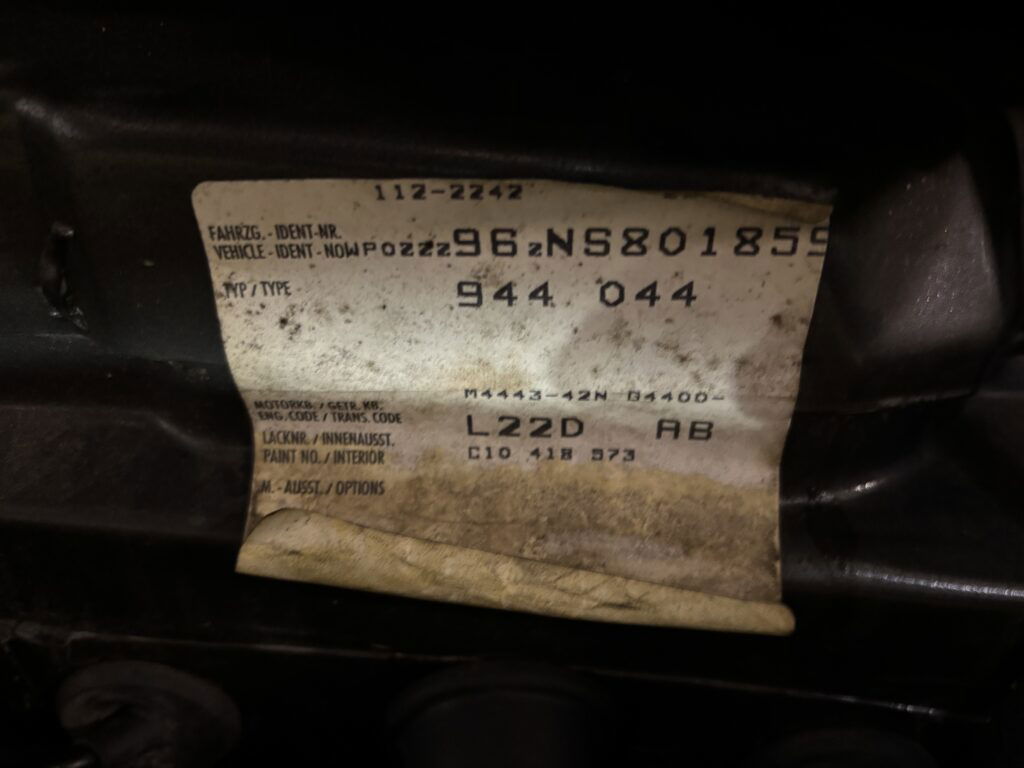 112-2242
FAHRZG.-IDENT-NR.
VEHICLE-IDENT-NO WP0ZZZ96ZNS801859
TYP / TYPE 944 044
M4443-42N G4400-
MOTORKB. / GETR. KB.
ENG. CODE / TRANS. CODE
L22D AB
LACKNR. / INNENAUSST.
PAINT NO. / INTERIOR C10 418 573
M.-AUSST. / OPTIONS